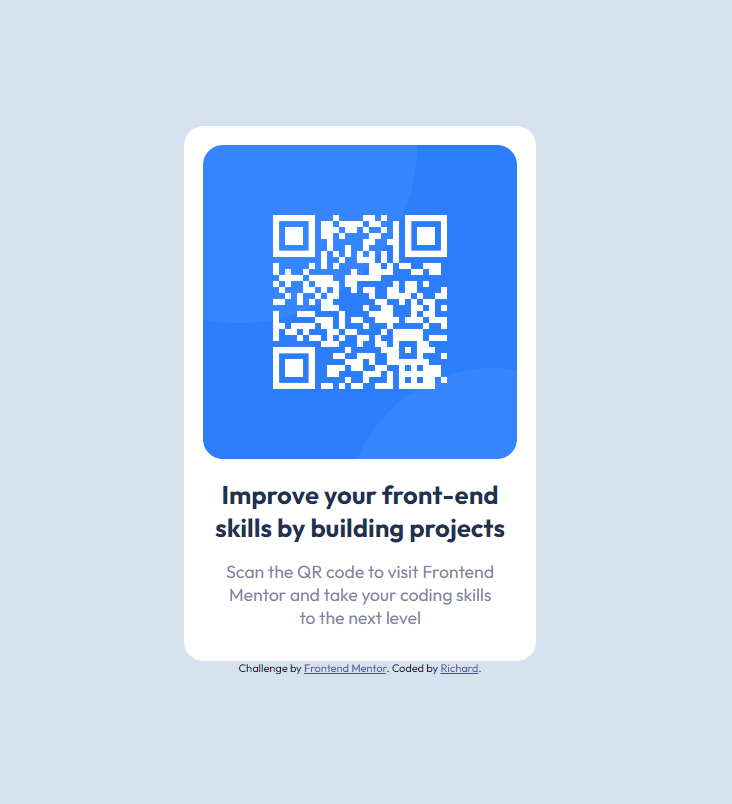 Improve your front-end
skills by building projects
Scan the QR code to visit Frontend
Mentor and take your coding skills
to the next level
Challenge by Frontend Mentor. Coded by Richard.